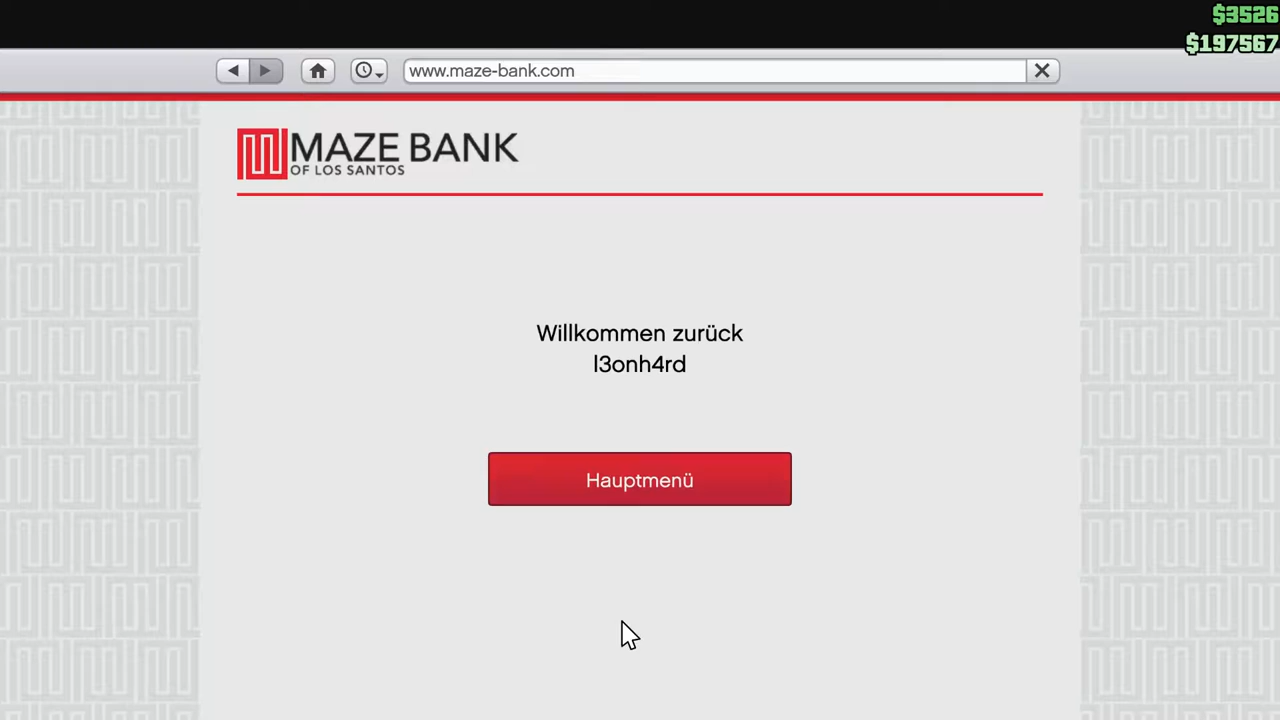 $3526
$197567
www.maze-bank.com
MAZE BANK
OF LOS SANTOS
Willkommen zurück
l3onh4rd
Hauptmenü